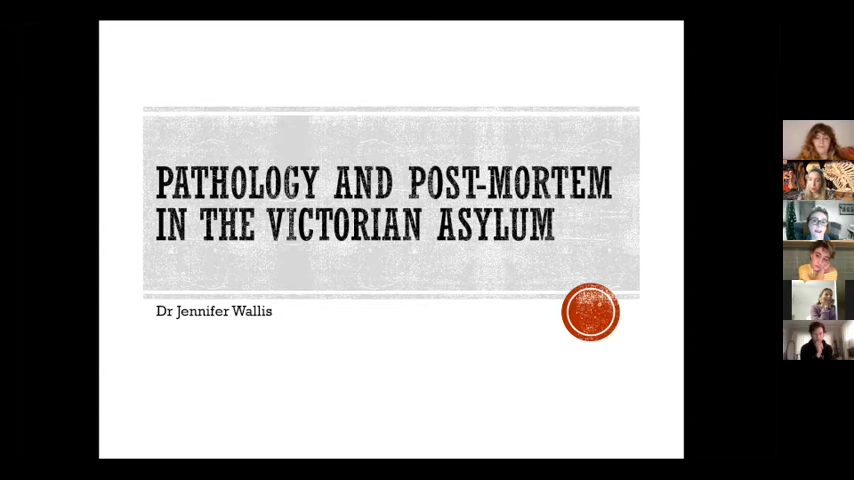 PATHOLOGY AND POST-MORTEM
IN THE VICTORIAN ASYLUM
Dr Jennifer Wallis